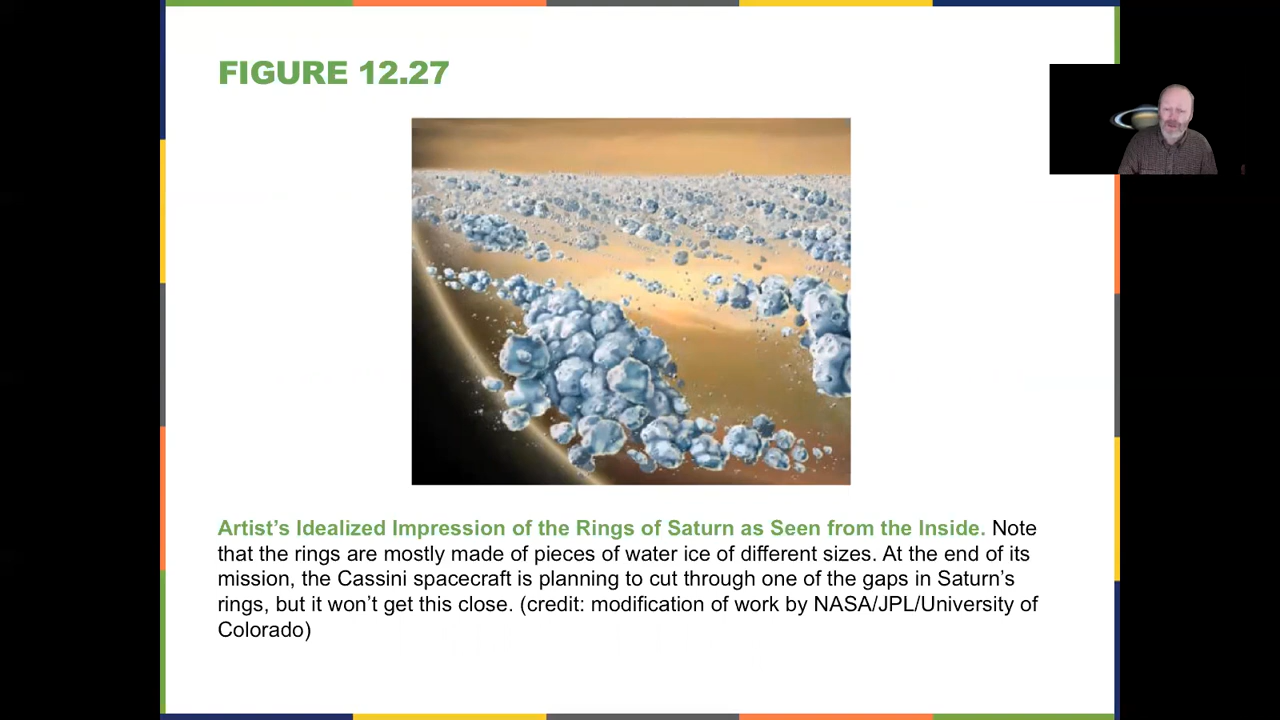 FIGURE 12.27
Artist’s Idealized Impression of the Rings of Saturn as Seen from the Inside. Note
that the rings are mostly made of pieces of water ice of different sizes. At the end of its
mission, the Cassini spacecraft is planning to cut through one of the gaps in Saturn’s
rings, but it won’t get this close. (credit: modification of work by NASA/JPL/University of
Colorado)